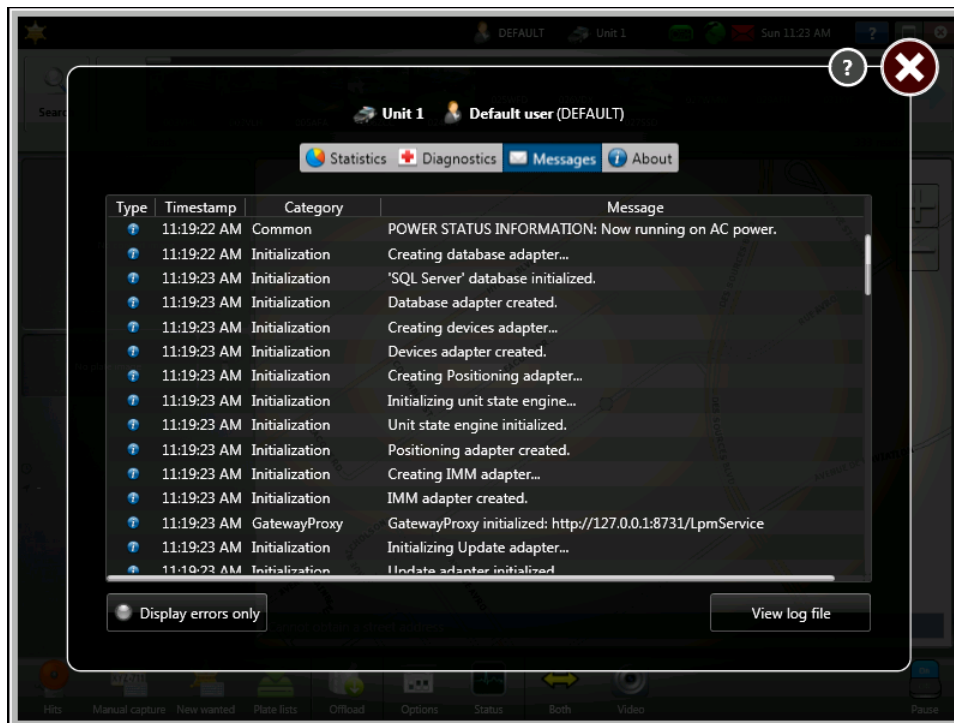 DEFAULT Unit 1 Sun 11:23 AM ?
?
Unit 1 Default user (DEFAULT)
Statistics Diagnostics Messages About
Type Timestamp Category Message
11:19:22 AM Common POWER STATUS INFORMATION: Now running on AC power.
11:19:22 AM Initialization Creating database adapter...
11:19:23 AM Initialization 'SQL Server' database initialized.
11:19:23 AM Initialization Database adapter created.
11:19:23 AM Initialization Creating devices adapter...
11:19:23 AM Initialization Devices adapter created.
11:19:23 AM Initialization Creating Positioning adapter...
11:19:23 AM Initialization Initializing unit state engine...
11:19:23 AM Initialization Unit state engine initialized.
11:19:23 AM Initialization Positioning adapter created.
11:19:23 AM Initialization Creating IMM adapter...
11:19:23 AM Initialization IMM adapter created.
11:19:23 AM GatewayProxy GatewayProxy initialized: http://127.0.0.1:8731/LpmService
11:19:23 AM Initialization Initializing Update adapter...
11:19:23 AM Initialization Update adapter initialized
Display errors only View log file
Hits Manual capture New wanted Plate lists Offload Options Status Both Video Pause